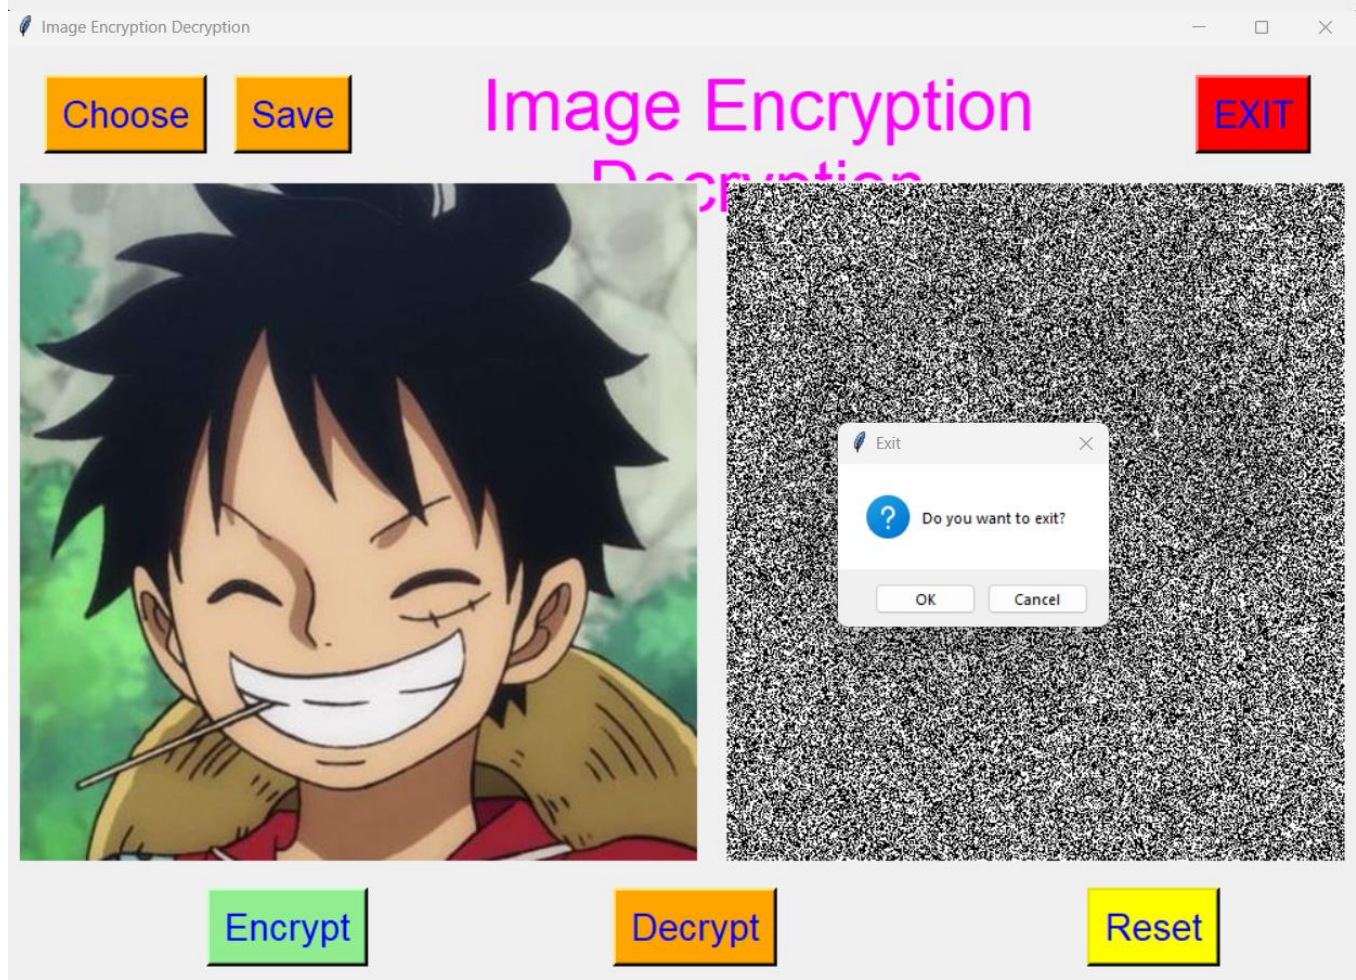 Image Encryption Decryption
Choose
Save
Image Encryption
Decryption
EXIT
Exit
Do you want to exit?
OK
Cancel
Encrypt
Decrypt
Reset